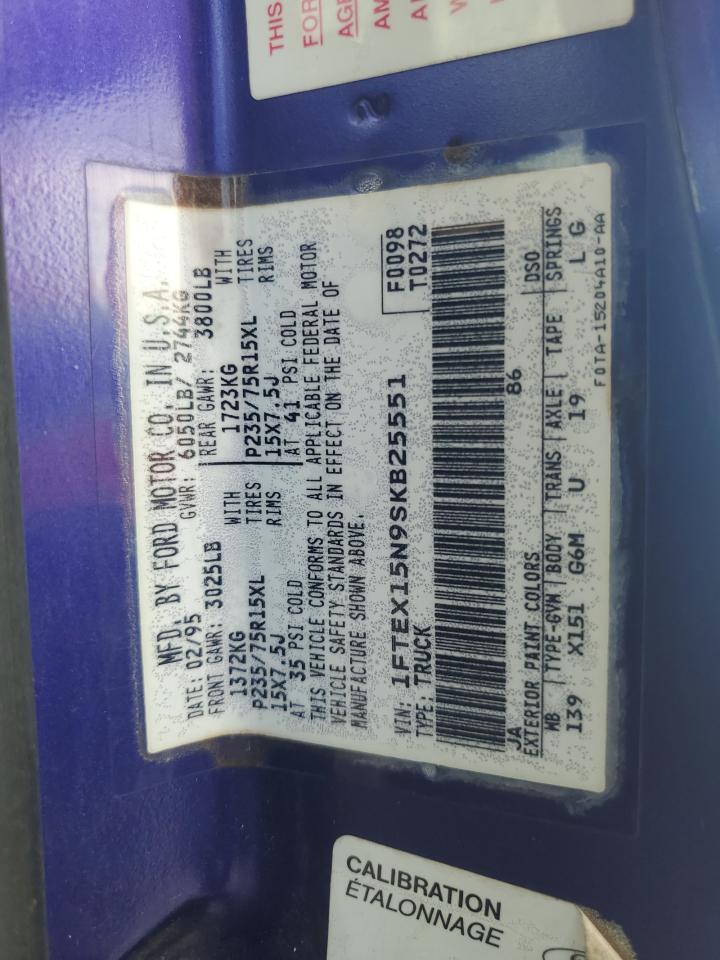 THIS
FOR
AGE
AM
MFD. BY FORD MOTOR CO. IN U.S.A.
DATE: 02/95 GVWR: 6050LB/ 2744KG
FRONT GAWR: 3025LB REAR GAWR: 3800LB
1372KG WITH 1723KG WITH
P235/75R15XL TIRES P235/75R15XL TIRES
15X7.5J RIMS 15X7.5J RIMS
AT 35 PSI COLD AT 41 PSI COLD
THIS VEHICLE CONFORMS TO ALL APPLICABLE FEDERAL MOTOR
VEHICLE SAFETY STANDARDS IN EFFECT ON THE DATE OF
MANUFACTURE SHOWN ABOVE.
F0098
T0272
VIN: 1FTEX15N9SKB25551
TYPE: TRUCK
JA 86
EXTERIOR PAINT COLORS DSO
WB TYPE-GVW BODY TRANS AXLE TAPE SPRINGS
139 X151 G6M U 19 L G
F0TA-15204A10-AA
CALIBRATION
ÉTALONNAGE